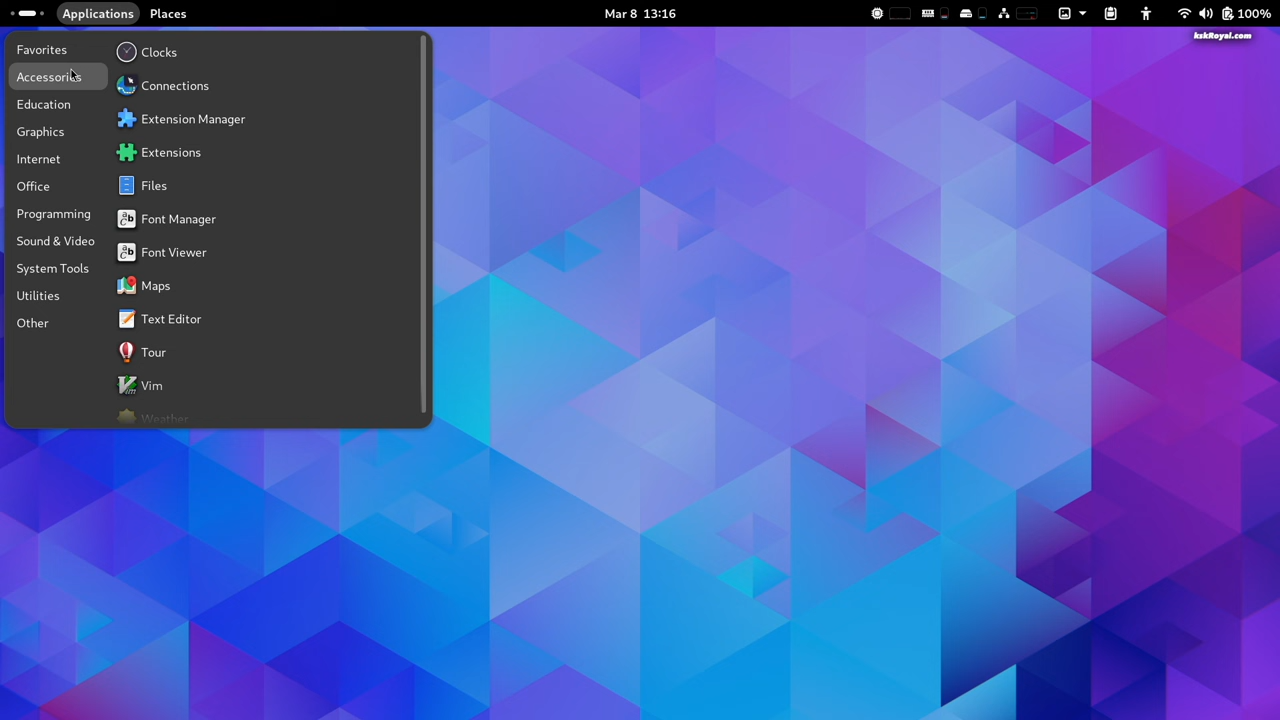 Applications Places Mar 8 13:16 100%
kskRoyal.com
Favorites
Accessories
Education
Graphics
Internet
Office
Programming
Sound & Video
System Tools
Utilities
Other
Clocks
Connections
Extension Manager
Extensions
Files
Font Manager
Font Viewer
Maps
Text Editor
Tour
Vim
Weather